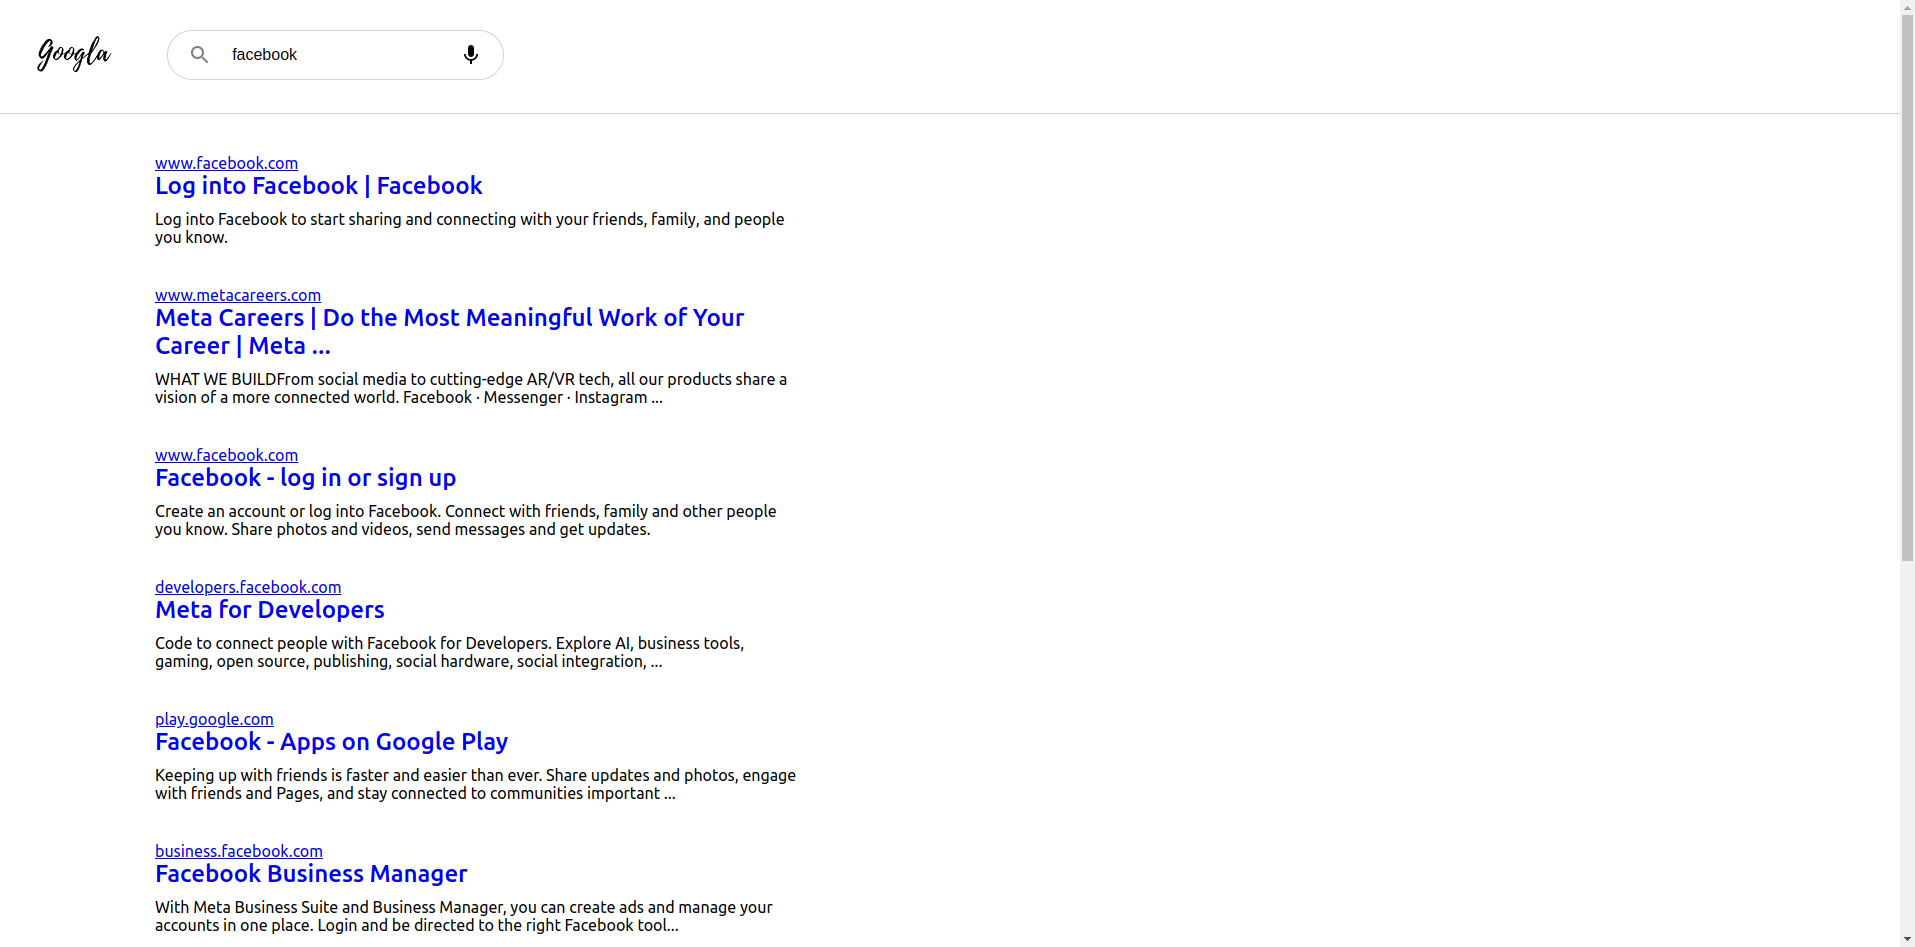 Googla
facebook
www.facebook.com
Log into Facebook | Facebook
Log into Facebook to start sharing and connecting with your friends, family, and people
you know.
www.metacareers.com
Meta Careers | Do the Most Meaningful Work of Your
Career | Meta ...
WHAT WE BUILDFrom social media to cutting-edge AR/VR tech, all our products share a
vision of a more connected world. Facebook · Messenger · Instagram ...
www.facebook.com
Facebook - log in or sign up
Create an account or log into Facebook. Connect with friends, family and other people
you know. Share photos and videos, send messages and get updates.
developers.facebook.com
Meta for Developers
Code to connect people with Facebook for Developers. Explore AI, business tools,
gaming, open source, publishing, social hardware, social integration, ...
play.google.com
Facebook - Apps on Google Play
Keeping up with friends is faster and easier than ever. Share updates and photos, engage
with friends and Pages, and stay connected to communities important ...
business.facebook.com
Facebook Business Manager
With Meta Business Suite and Business Manager, you can create ads and manage your
accounts in one place. Login and be directed to the right Facebook tool...